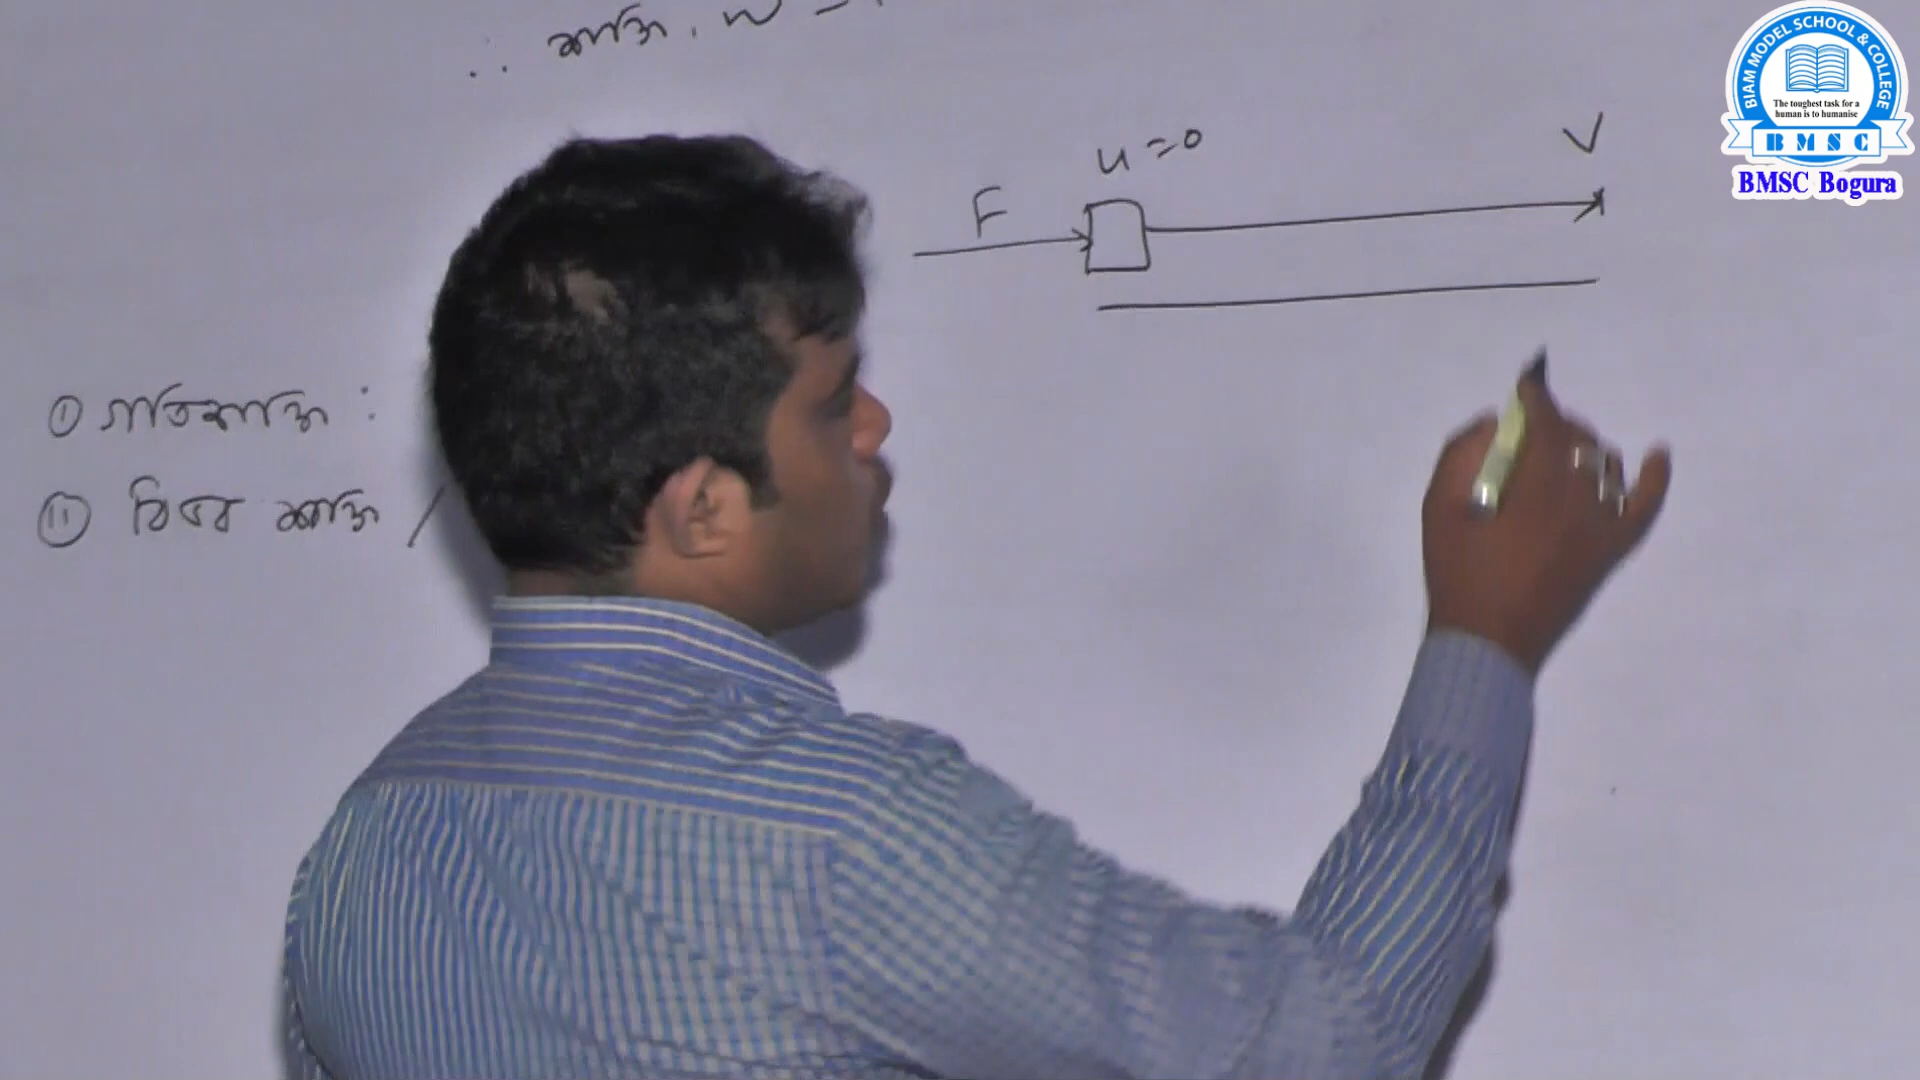 ∴ শক্তি, W =
u = 0
V
F
① গতিশক্তি :
② বিভব শক্তি /
BIAM MODEL SCHOOL & COLLEGE
The toughest task for a
human is to humanise
BMSC
BMSC Bogura